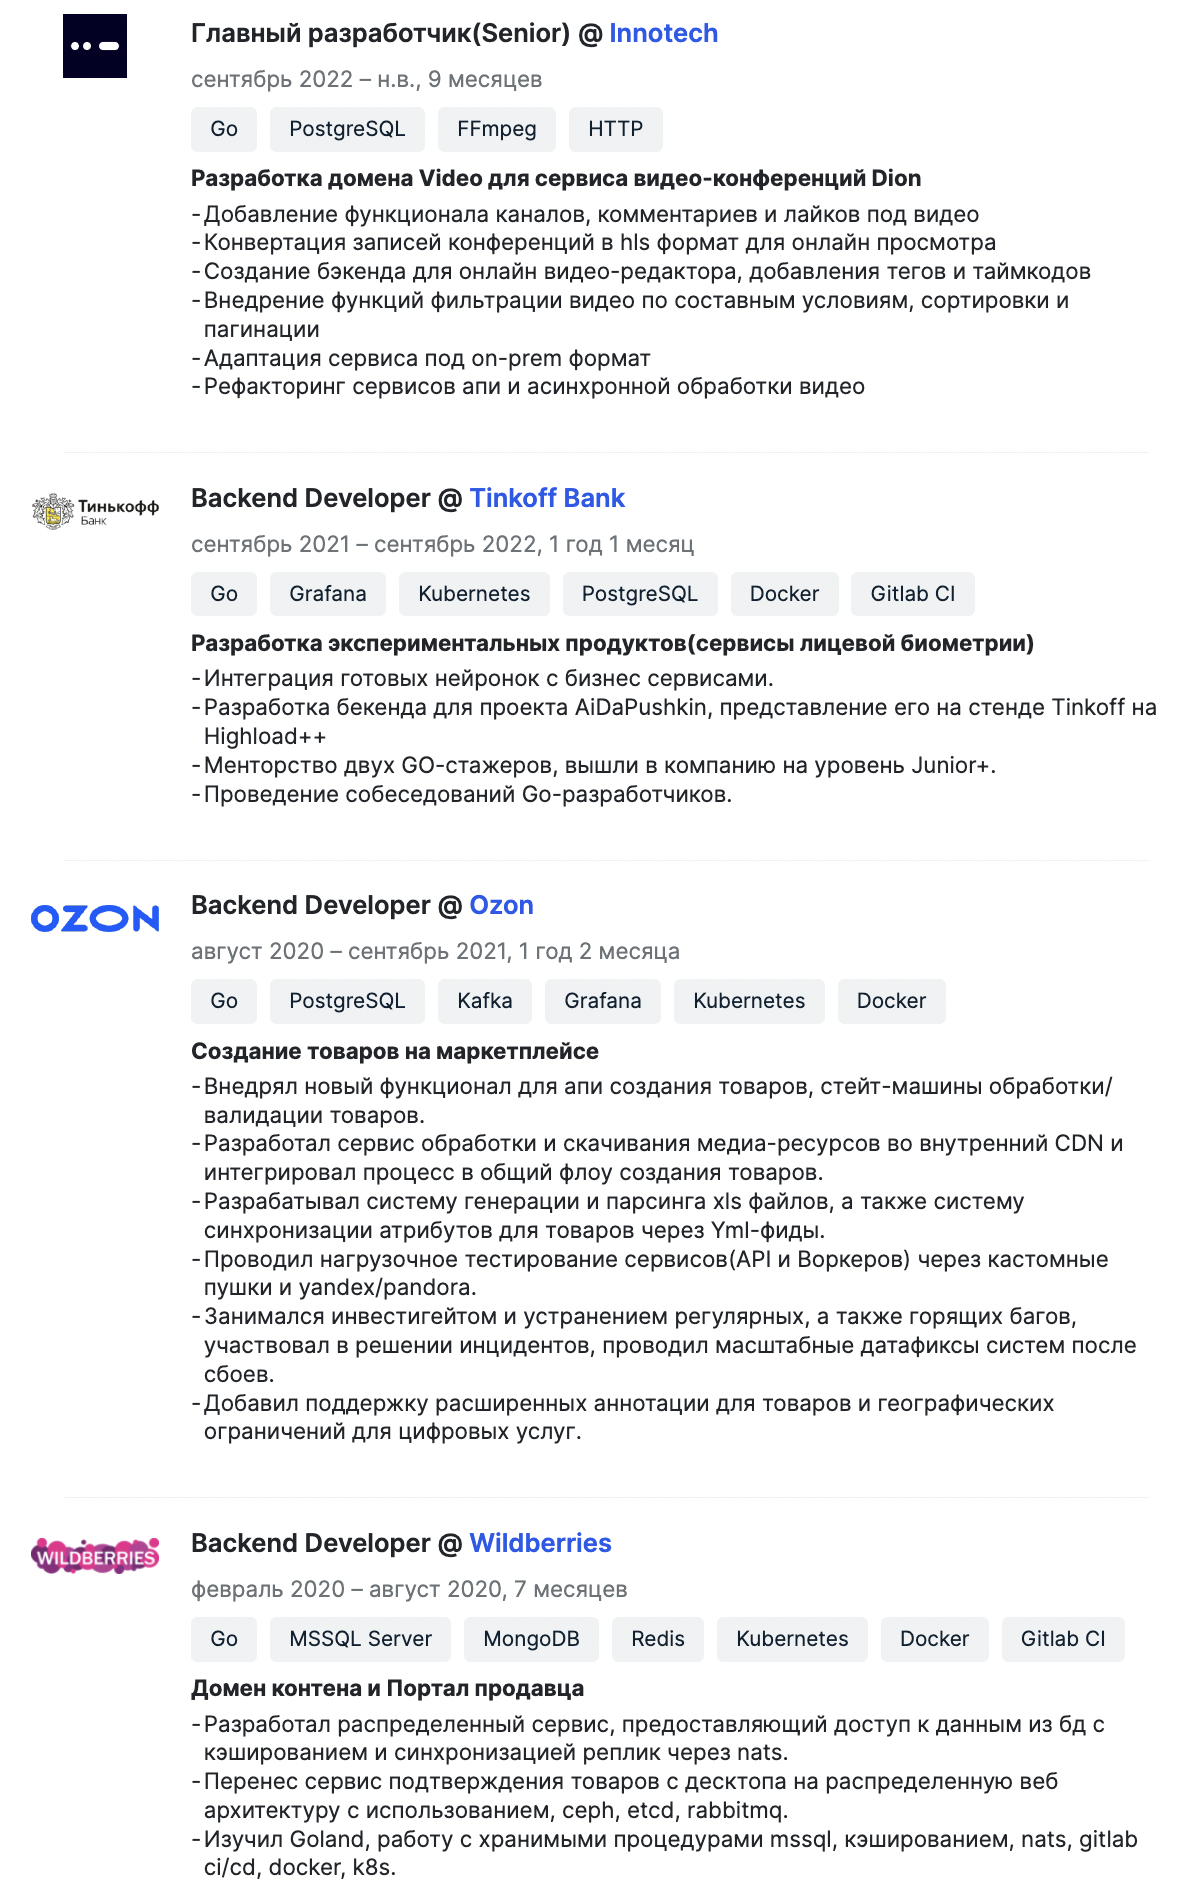 Главный разработчик(Senior) @ Innotech
сентябрь 2022 – н.в., 9 месяцев
Go PostgreSQL FFmpeg HTTP
Разработка домена Video для сервиса видео-конференций Dion
-Добавление функционала каналов, комментариев и лайков под видео
-Конвертация записей конференций в hls формат для онлайн просмотра
-Создание бэкенда для онлайн видео-редактора, добавления тегов и таймкодов
-Внедрение функций фильтрации видео по составным условиям, сортировки и
пагинации
-Адаптация сервиса под on-prem формат
-Рефакторинг сервисов апи и асинхронной обработки видео
Тинькофф
Банк
Backend Developer @ Tinkoff Bank
сентябрь 2021 – сентябрь 2022, 1 год 1 месяц
Go Grafana Kubernetes PostgreSQL Docker Gitlab CI
Разработка экспериментальных продуктов(сервисы лицевой биометрии)
-Интеграция готовых нейронок с бизнес сервисами.
-Разработка бекенда для проекта AiDaPushkin, представление его на стенде Tinkoff на
Highload++
-Менторство двух GO-стажеров, вышли в компанию на уровень Junior+.
-Проведение собеседований Go-разработчиков.
OZON
Backend Developer @ Ozon
август 2020 – сентябрь 2021, 1 год 2 месяца
Go PostgreSQL Kafka Grafana Kubernetes Docker
Создание товаров на маркетплейсе
-Внедрял новый функционал для апи создания товаров, стейт-машины обработки/
валидации товаров.
-Разработал сервис обработки и скачивания медиа-ресурсов во внутренний CDN и
интегрировал процесс в общий флоу создания товаров.
-Разрабатывал систему генерации и парсинга xls файлов, а также систему
синхронизации атрибутов для товаров через Yml-фиды.
-Проводил нагрузочное тестирование сервисов(API и Воркеров) через кастомные
пушки и yandex/pandora.
-Занимался инвестигейтом и устранением регулярных, а также горящих багов,
участвовал в решении инцидентов, проводил масштабные датафиксы систем после
сбоев.
-Добавил поддержку расширенных аннотации для товаров и географических
ограничений для цифровых услуг.
WILDBERRIES
Backend Developer @ Wildberries
февраль 2020 – август 2020, 7 месяцев
Go MSSQL Server MongoDB Redis Kubernetes Docker Gitlab CI
Домен контена и Портал продавца
-Разработал распределенный сервис, предоставляющий доступ к данным из бд с
кэшированием и синхронизацией реплик через nats.
-Перенес сервис подтверждения товаров с десктопа на распределенную веб
архитектуру с использованием, ceph, etcd, rabbitmq.
-Изучил Goland, работу с хранимыми процедурами mssql, кэшированием, nats, gitlab
ci/cd, docker, k8s.